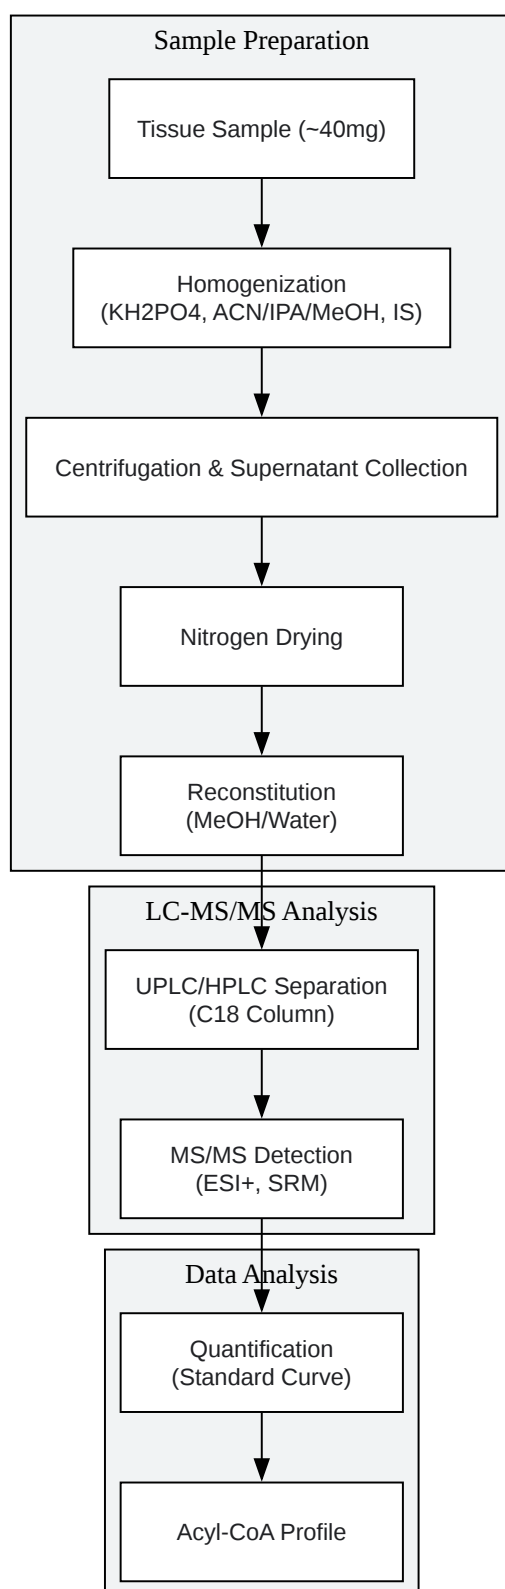 Sample Preparation
Tissue Sample (~40mg)
Homogenization
(KH2PO4, ACN/IPA/MeOH, IS)
Centrifugation & Supernatant Collection
Nitrogen Drying
Reconstitution
(MeOH/Water)
LC-MS/MS Analysis
UPLC/HPLC Separation
(C18 Column)
MS/MS Detection
(ESI+, SRM)
Data Analysis
Quantification
(Standard Curve)
Acyl-CoA Profile